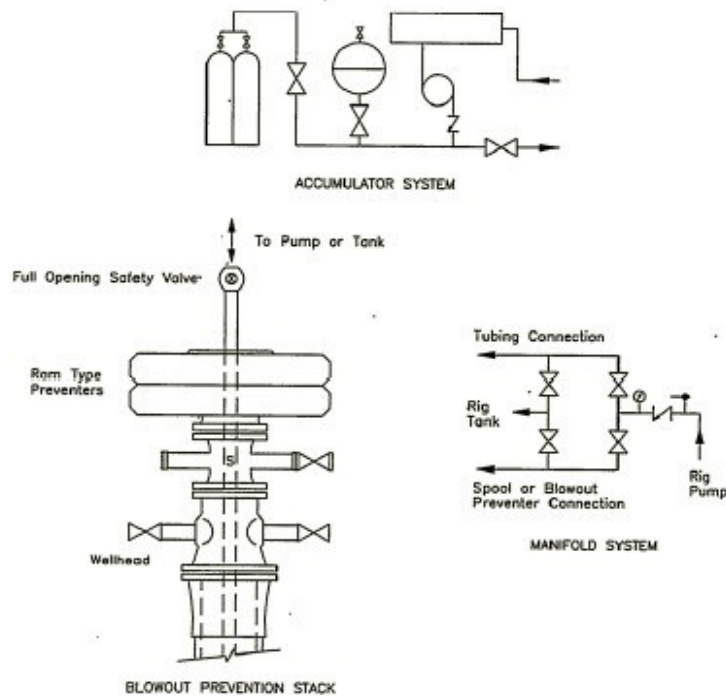 ACCUMULATOR SYSTEM
To Pump or Tank
Full Opening Safety Valve
Ram Type
Preventers
S
Wellhead
BLOWOUT PREVENTION STACK
Tubing Connection
Rig
Tank
Rig
Pump
Spool or Blowout
Preventer Connection
MANIFOLD SYSTEM